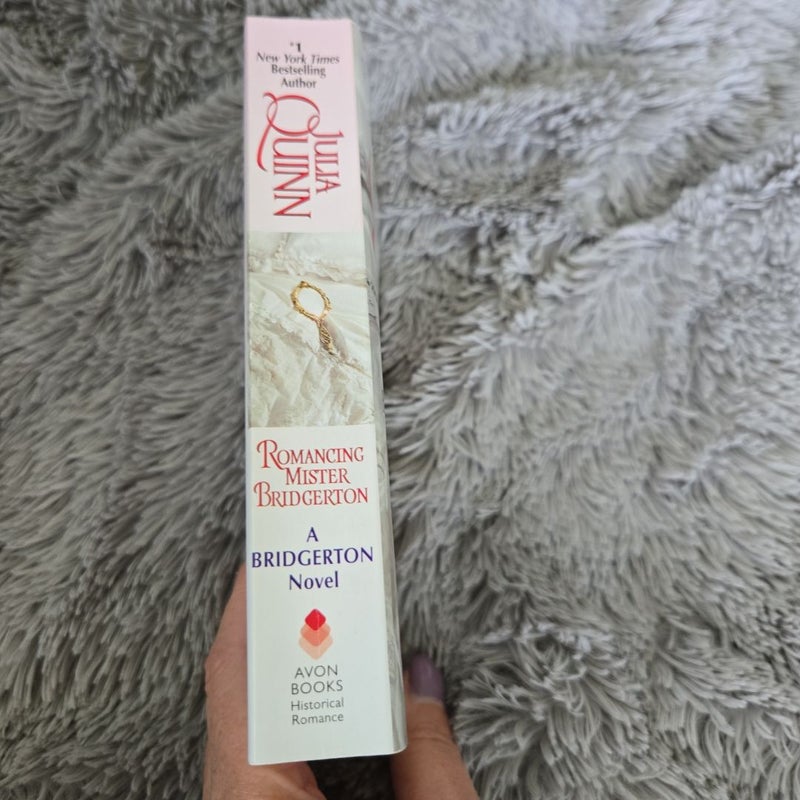 #1
New York Times
Bestselling
Author
JULIA
QUINN
ROMANCING
MISTER
BRIDGERTON
A
BRIDGERTON
Novel
AVON
BOOKS
Historical
Romance